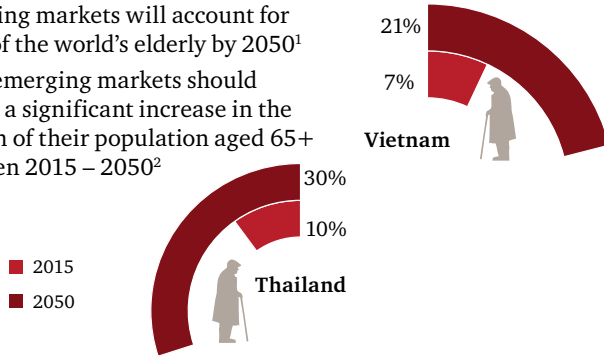 ing markets will account for
of the world's elderly by 2050¹
emerging markets should
a significant increase in the
n of their population aged 65+
en 2015 – 2050²
21%
7%
Vietnam
30%
10%
Thailand
2015
2050